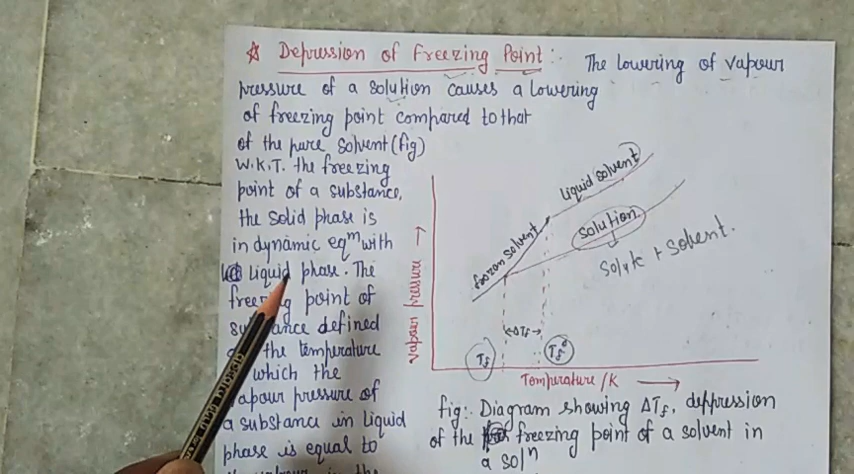 ☆ Depression of Freezing Point :- The lowering of vapour
pressure of a solution causes a lowering
of freezing point compared to that
of the pure solvent (fig)
W.K.T. the freezing
point of a substance,
the solid phase is
in dynamic eqᵐ with
Liquid phase. The
freezing point of
defined
the temperature
which the
vapour pressure of
a substance in liquid
phase is equal to
the
Vapour pressure →
frozen solvent
liquid solvent
solution
solute + solvent.
←ΔTf→
Tf
Tf°
Temperature/K →
fig:- Diagram showing ΔTf, deppression
of the freezing point of a solvent in
a solⁿ